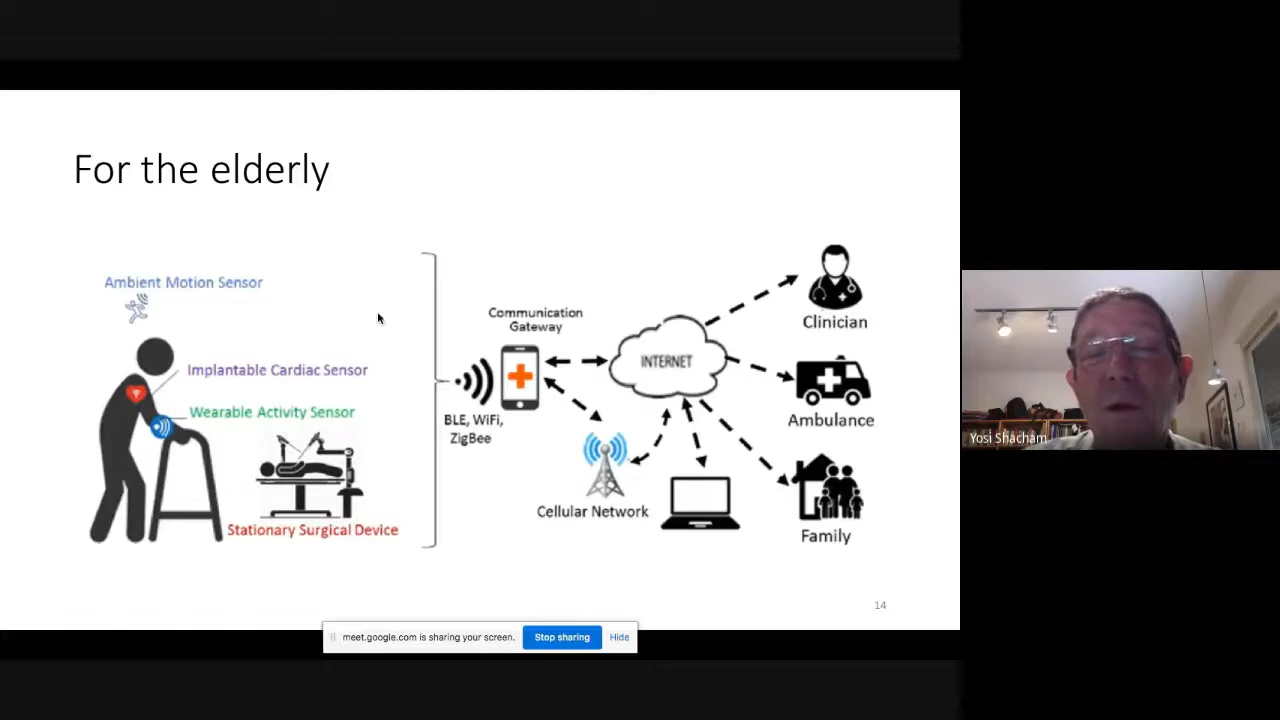 For the elderly
Ambient Motion Sensor
Implantable Cardiac Sensor
Wearable Activity Sensor
Stationary Surgical Device
Communication
Gateway
BLE, WiFi,
ZigBee
INTERNET
Cellular Network
Clinician
Ambulance
Family
14
meet.google.com is sharing your screen.
Stop sharing
Hide
Yosi Shacham